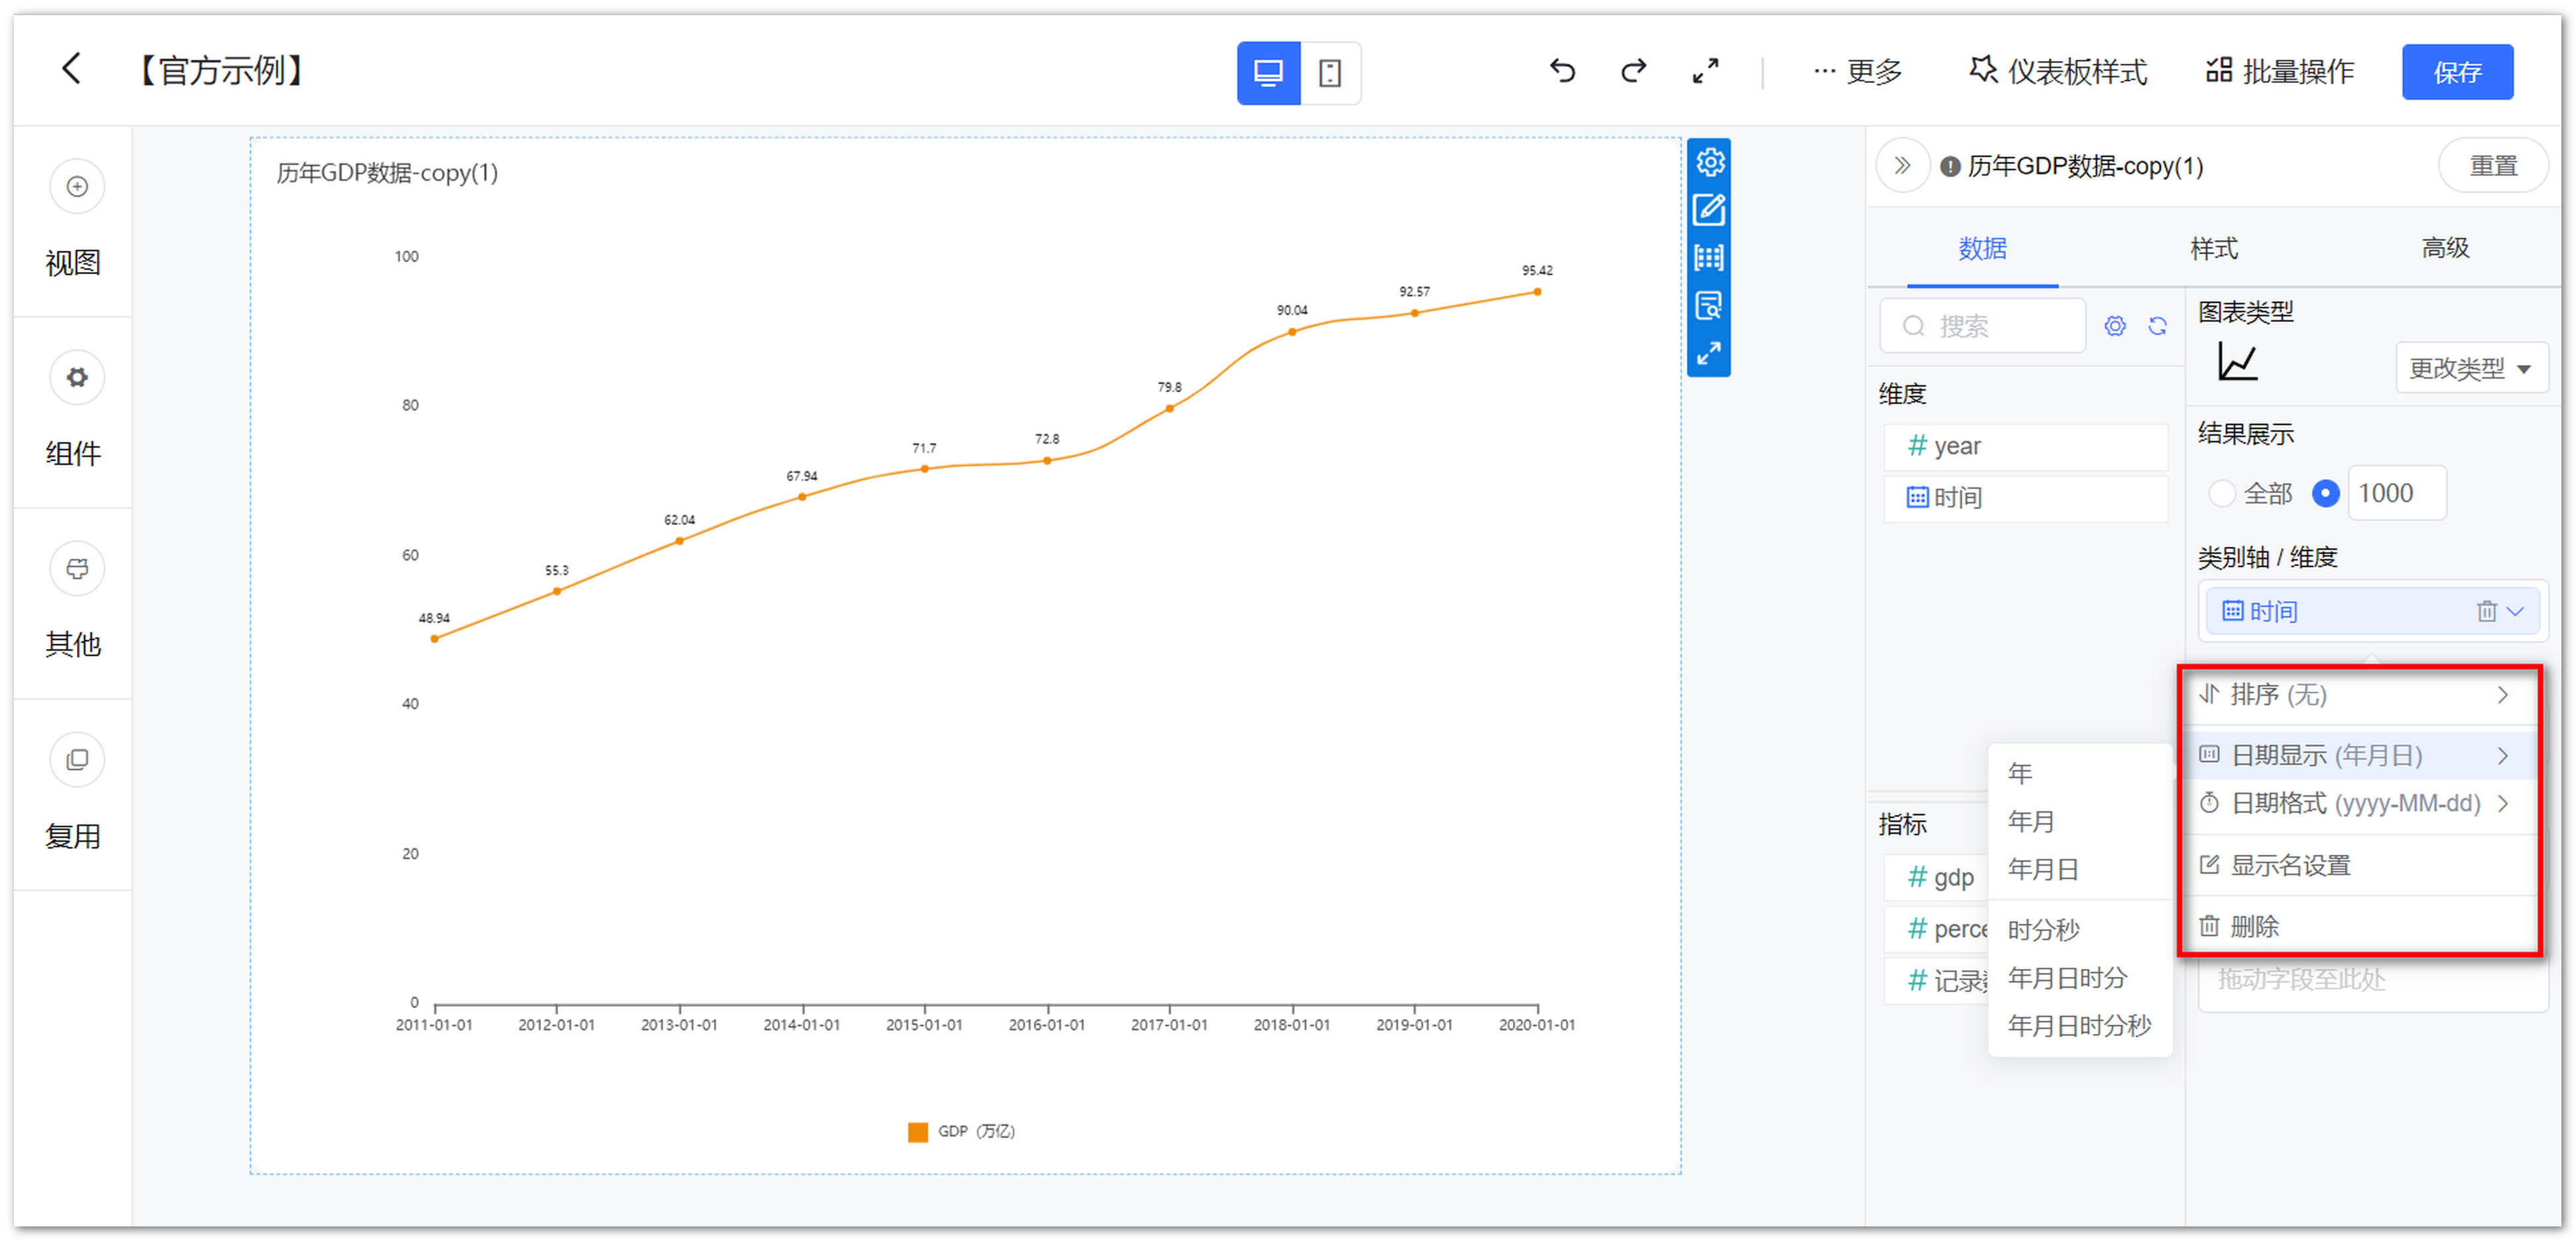 【官方示例】
··· 更多
仪表板样式
批量操作
保存
视图
组件
其他
复用
历年GDP数据-copy(1)
100
80
60
40
20
0
48.94
55.3
62.04
67.94
71.7
72.8
79.8
90.04
92.57
95.42
2011-01-01
2012-01-01
2013-01-01
2014-01-01
2015-01-01
2016-01-01
2017-01-01
2018-01-01
2019-01-01
2020-01-01
GDP（万亿）
历年GDP数据-copy(1)
重置
数据
样式
高级
搜索
维度
# year
时间
指标
# gdp
# perce
# 记录
年
年月
年月日
时分秒
年月日时分
年月日时分秒
图表类型
更改类型
结果展示
全部
1000
类别轴 / 维度
时间
排序 (无)
日期显示 (年月日)
日期格式 (yyyy-MM-dd)
显示名设置
删除
拖动字段至此处